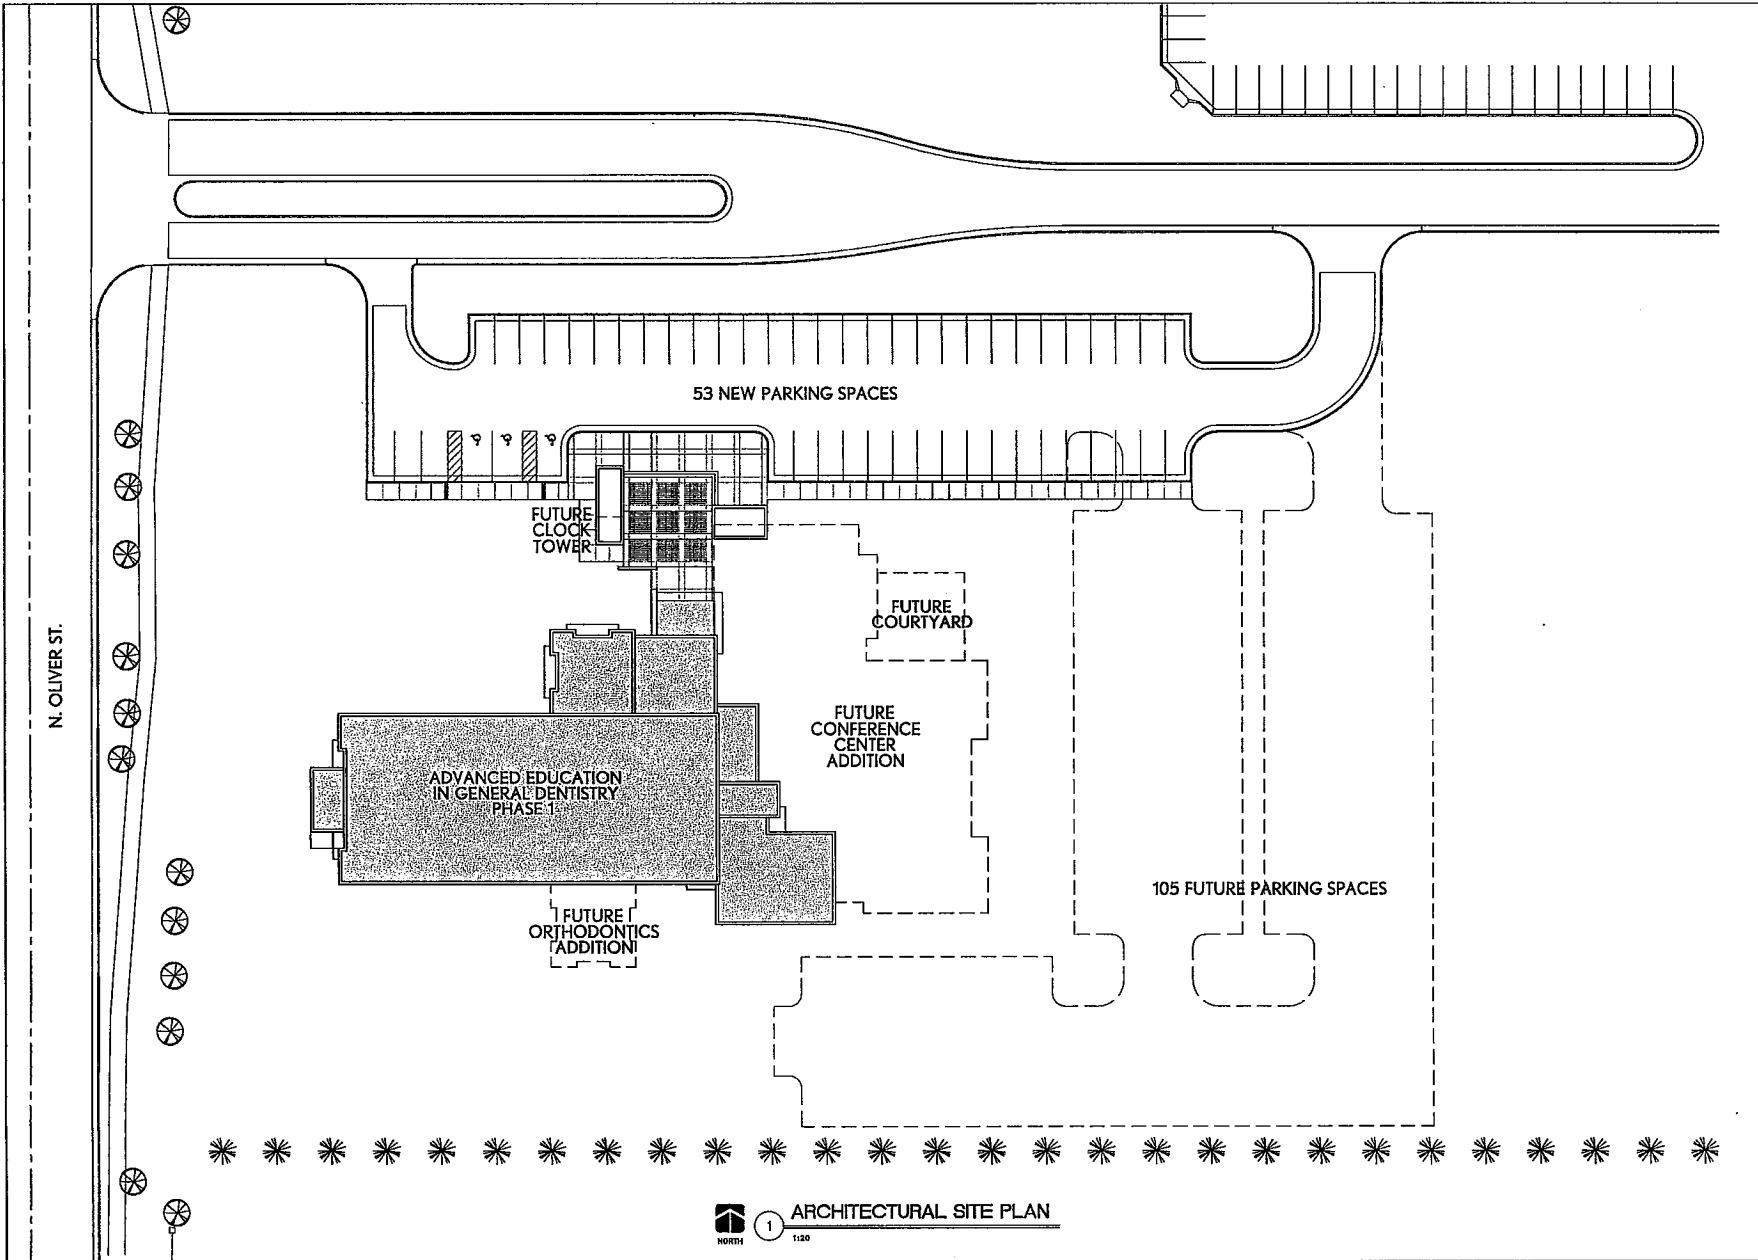 53 NEW PARKING SPACES
FUTURE
CLOCK
TOWER
FUTURE
COURTYARD
N. OLIVER ST.
FUTURE
CONFERENCE
CENTER
ADDITION
ADVANCED EDUCATION
IN GENERAL DENTISTRY
PHASE 1
105 FUTURE PARKING SPACES
FUTURE
ORTHODONTICS
ADDITION
NORTH
1
ARCHITECTURAL SITE PLAN
1:20